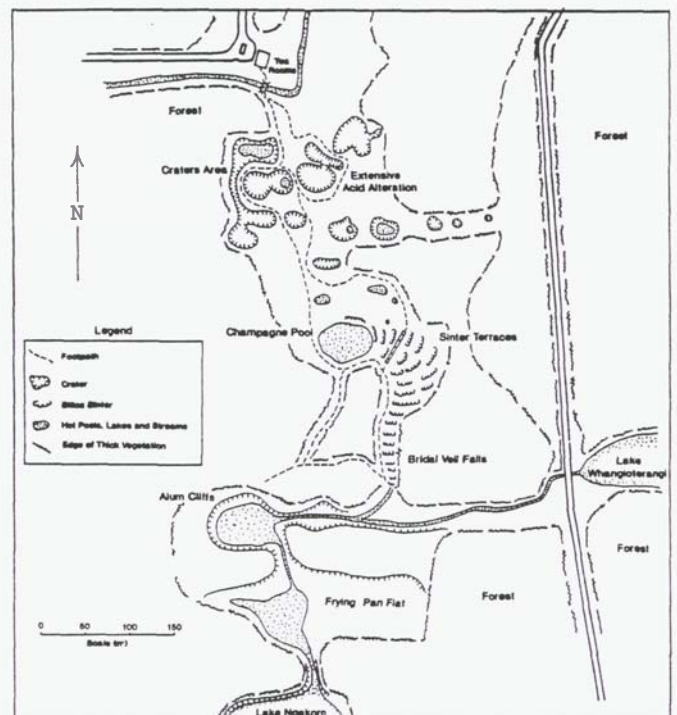 Tea
Rooms
Forest
Forest
Craters Area
Extensive
Acid Alteration
N
Champagne Pool
Sinter Terraces
Legend
Footpath
Crater
Silica Sinter
Hot Pools, Lakes and Streams
Edge of Thick Vegetation
Bridal Veil Falls
Lake
Whangioterangi
Alum Cliffs
Forest
Frying Pan Flat
Forest
0 50 100 150
Scale (m)
Lake Ngakoro